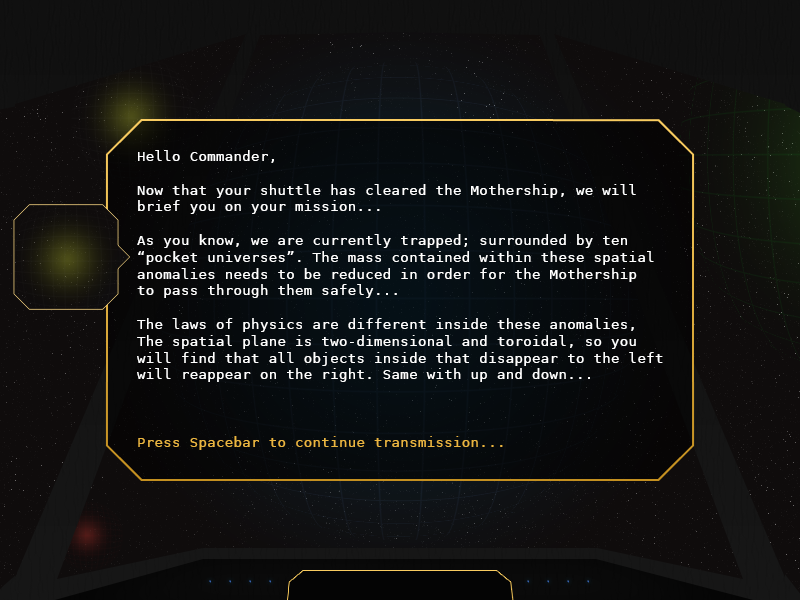 Hello Commander,
Now that your shuttle has cleared the Mothership, we will
brief you on your mission...
As you know, we are currently trapped; surrounded by ten
“pocket universes”. The mass contained within these spatial
anomalies needs to be reduced in order for the Mothership
to pass through them safely...
The laws of physics are different inside these anomalies,
The spatial plane is two-dimensional and toroidal, so you
will find that all objects inside that disappear to the left
will reappear on the right. Same with up and down...
Press Spacebar to continue transmission...